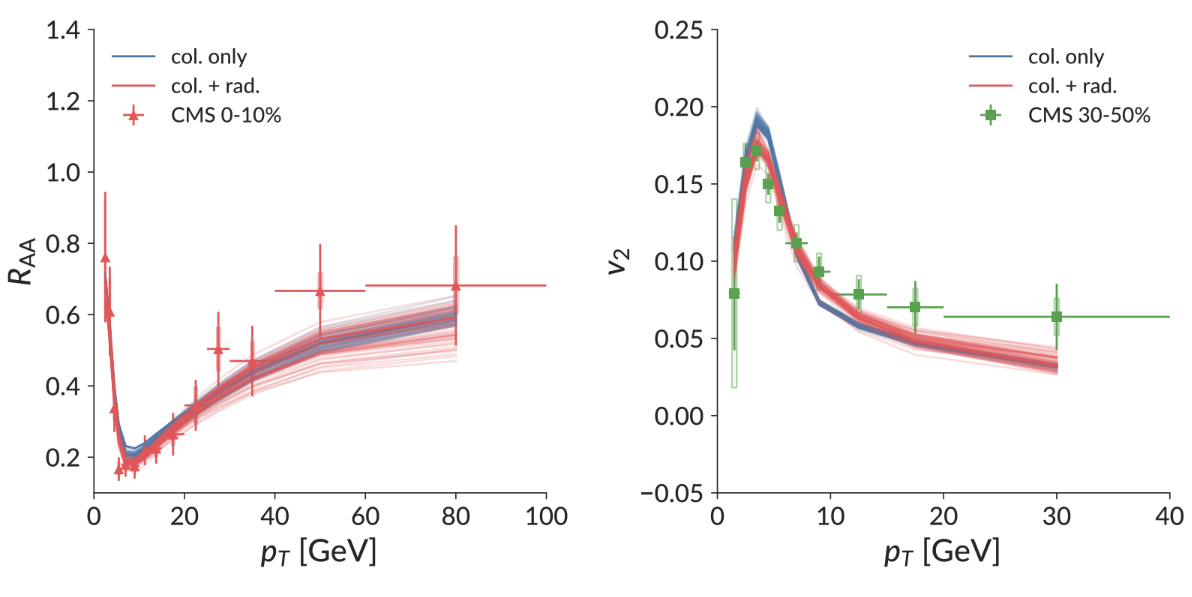 1.4
1.2
1.0
0.8
0.6
0.4
0.2
R_AA
col. only
col. + rad.
CMS 0-10%
0 20 40 60 80 100
p_T [GeV]
0.25
0.20
0.15
0.10
0.05
0.00
−0.05
v_2
col. only
col. + rad.
CMS 30-50%
0 10 20 30 40
p_T [GeV]